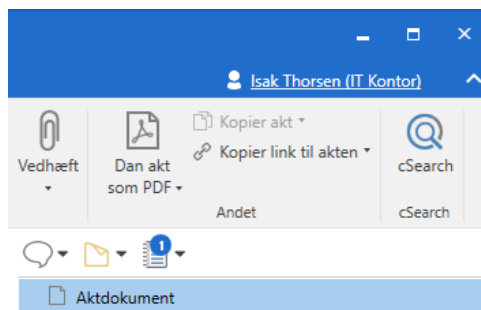 Isak Thorsen (IT Kontor)
Vedhæft
Dan akt
som PDF
Kopier akt
Kopier link til akten
cSearch
Andet
cSearch
1
Aktdokument